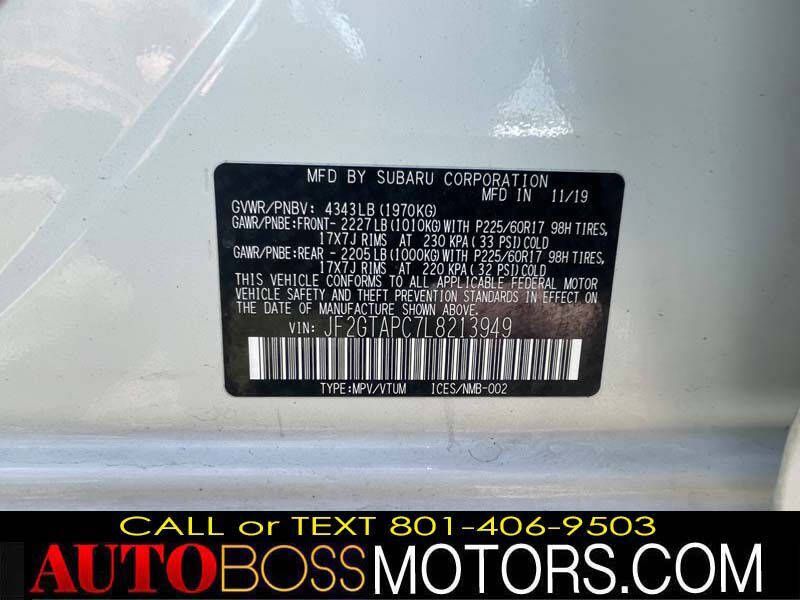 MFD BY SUBARU CORPORATION
MFD IN 11/19
GVWR/PNBV: 4343LB (1970KG)
GAWR/PNBE:FRONT- 2227LB (1010KG) WITH P225/60R17 98H TIRES,
17X7J RIMS AT 230 KPA ( 33 PSI) COLD
GAWR/PNBE:REAR - 2205LB (1000KG) WITH P225/60R17 98H TIRES,
17X7J RIMS AT 220 KPA ( 32 PSI) COLD
THIS VEHICLE CONFORMS TO ALL APPLICABLE FEDERAL MOTOR
VEHICLE SAFETY AND THEFT PREVENTION STANDARDS IN EFFECT ON
THE DATE OF MANUFACTURE SHOWN ABOVE.
VIN: JF2GTAPC7L8213949
TYPE:MPV/VTUM ICES/NMB-002
CALL or TEXT 801-406-9503
AUTOBOSSMOTORS.COM